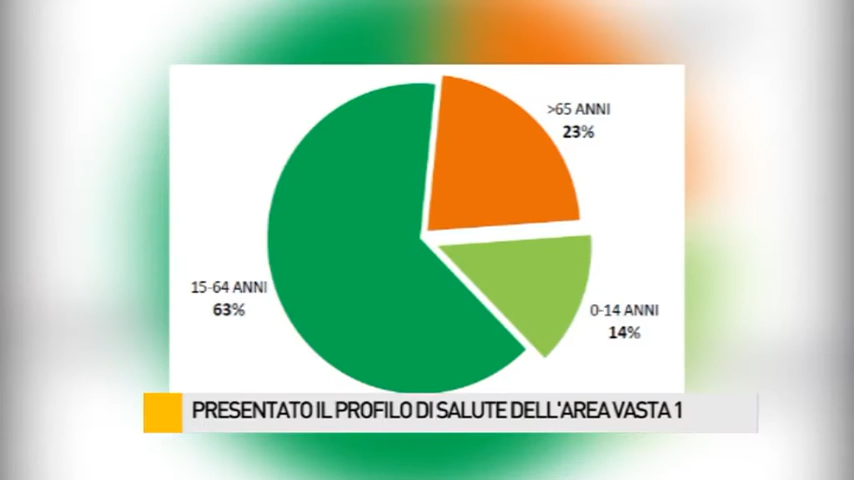 >65 ANNI
23%
15-64 ANNI
63%
0-14 ANNI
14%
PRESENTATO IL PROFILO DI SALUTE DELL'AREA VASTA 1